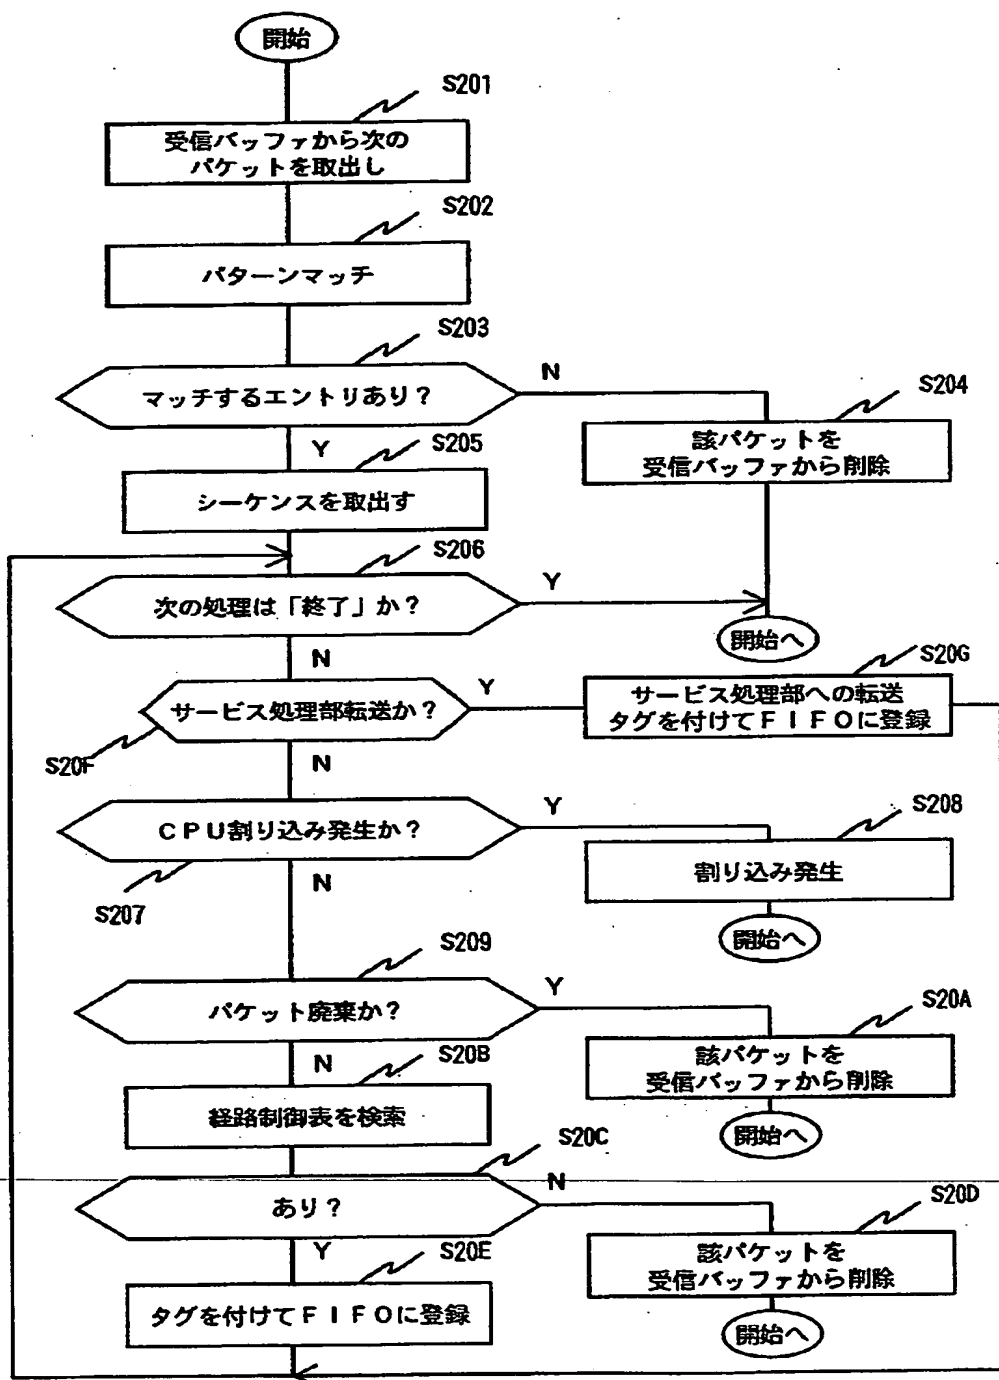 開始
S201
受信バッファから次の
パケットを取出し
S202
パターンマッチ
S203
マッチするエントリあり？
N
S204
該パケットを
受信バッファから削除
Y
S205
シーケンスを取出す
S206
次の処理は「終了」か？
Y
開始へ
N
S20G
サービス処理部転送か？
Y
サービス処理部への転送
タグを付けてＦＩＦＯに登録
S20F
N
S208
ＣＰＵ割り込み発生か？
Y
割り込み発生
S207
N
開始へ
S209
パケット廃棄か？
Y
S20A
該パケットを
受信バッファから削除
N
S20B
経路制御表を検索
開始へ
S20C
あり？
N
S20D
該パケットを
受信バッファから削除
Y
S20E
タグを付けてＦＩＦＯに登録
開始へ